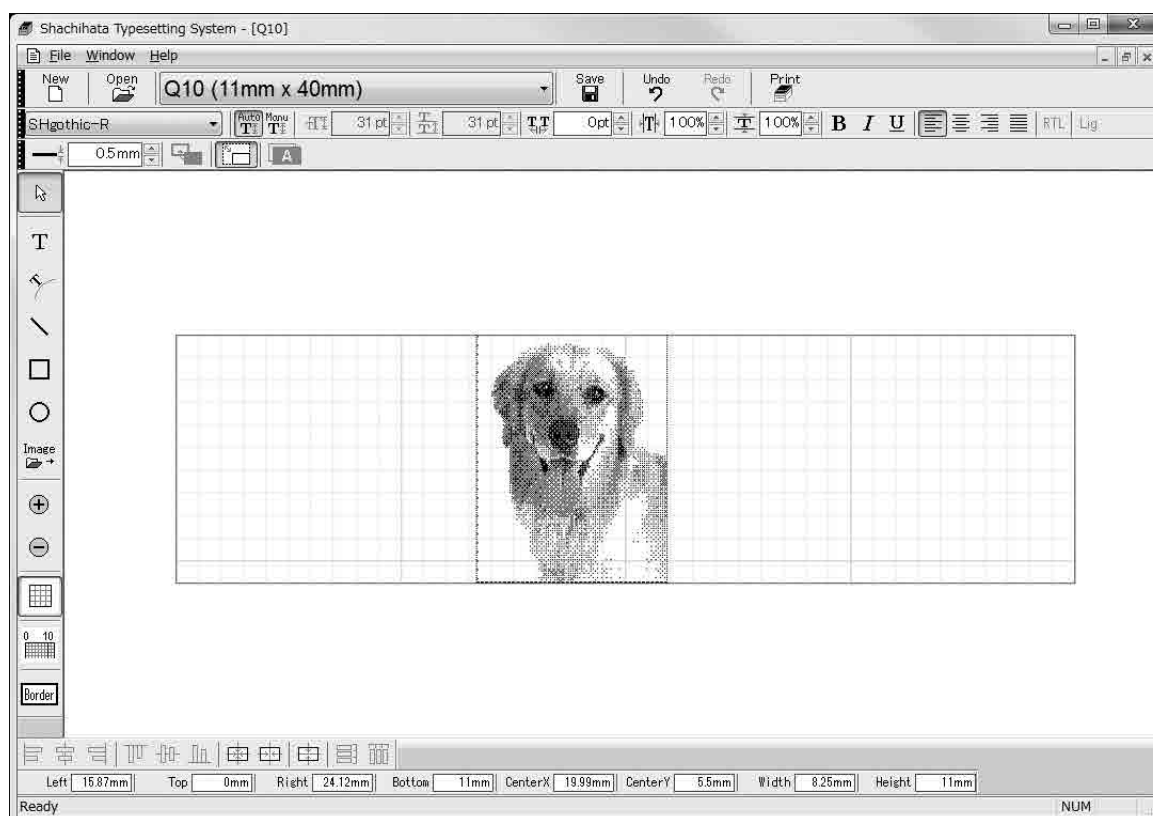 Shachihata Typesetting System - [Q10]
File Window Help
New Open Q10 (11mm x 40mm) Save Undo Redo Print
SHgothic-R Auto Manu 31 pt 31 pt 0pt 100% 100% B I U RTL Lig
0.5mm A
T
T
Image
0 10
Border
Left 15.87mm Top 0mm Right 24.12mm Bottom 11mm CenterX 19.99mm CenterY 5.5mm Width 8.25mm Height 11mm
Ready NUM